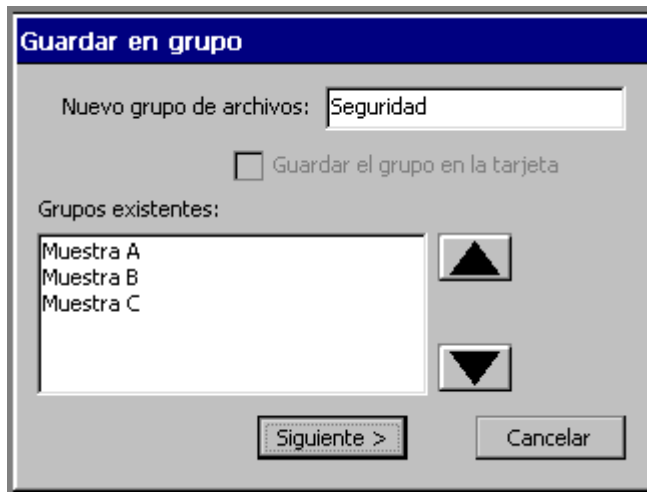 Guardar en grupo
Nuevo grupo de archivos: Seguridad
Guardar el grupo en la tarjeta
Grupos existentes:
Muestra A
Muestra B
Muestra C
Siguiente > Cancelar